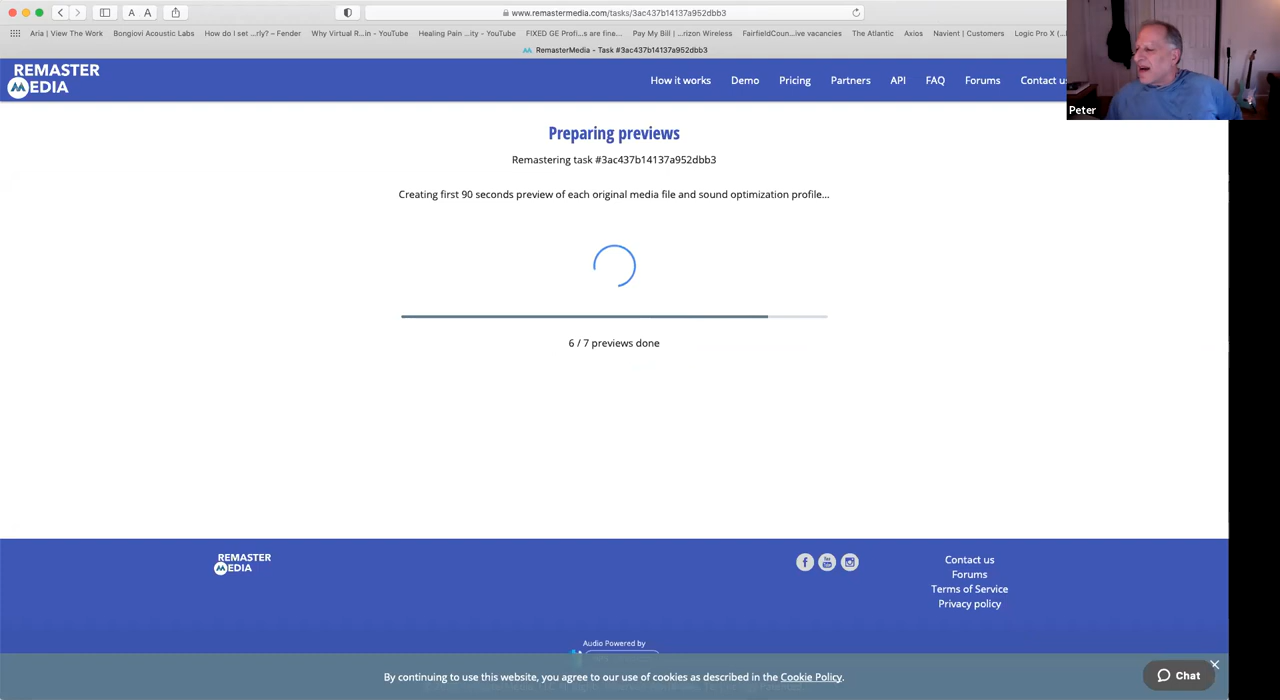 www.remastermedia.com/tasks/3ac437b14137a952dbb3
Aria | View The Work
Bongiovi Acoustic Labs
How do I set ...rly? – Fender
Why Virtual R...in - YouTube
Healing Pain ...ity - YouTube
FIXED GE Profi...s are fine...
Pay My Bill | ...rizon Wireless
FairfieldCoun...ive vacancies
The Atlantic
Axios
Navient | Customers
Logic Pro X (
RemasterMedia - Task #3ac437b14137a952dbb3
REMASTER
MEDIA
How it works
Demo
Pricing
Partners
API
FAQ
Forums
Contact us
Peter
Preparing previews
Remastering task #3ac437b14137a952dbb3
Creating first 90 seconds preview of each original media file and sound optimization profile...
6 / 7 previews done
REMASTER
MEDIA
Contact us
Forums
Terms of Service
Privacy policy
Audio Powered by
By continuing to use this website, you agree to our use of cookies as described in the Cookie Policy.
Chat